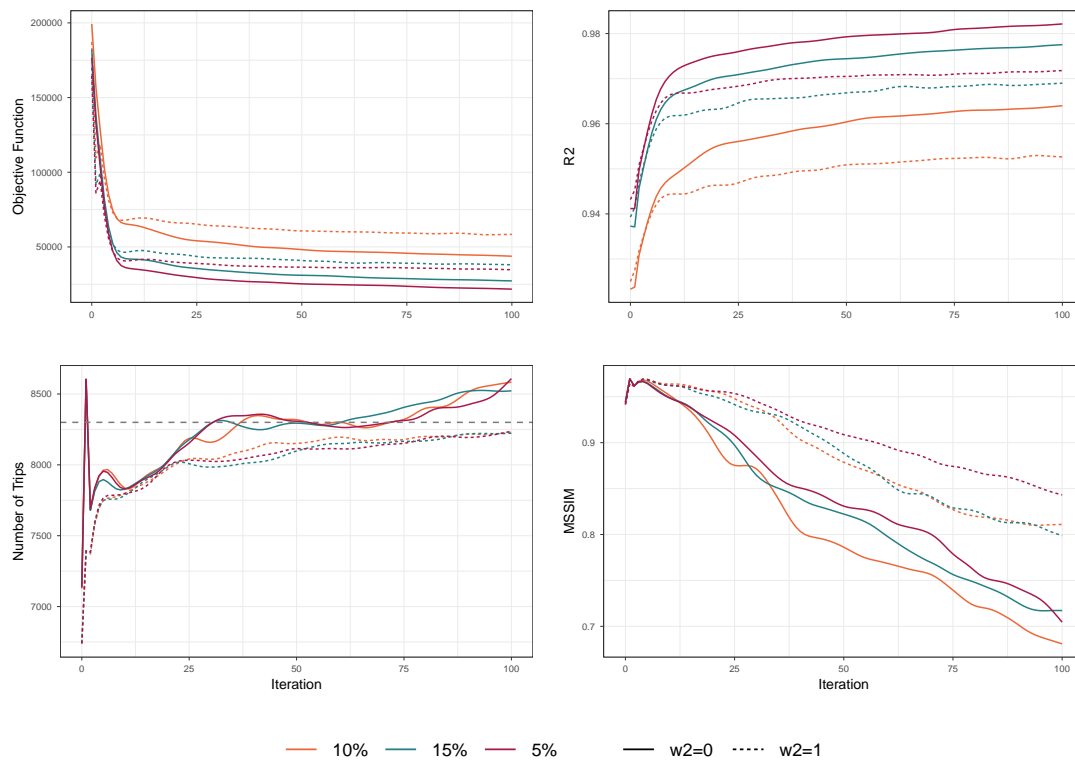 200000
150000
100000
50000
Objective Function
0 25 50 75 100
0.98
0.96
0.94
R2
0 25 50 75 100
8500
8000
7500
7000
Number of Trips
0 25 50 75 100
Iteration
0.9
0.8
0.7
MSSIM
0 25 50 75 100
Iteration
10% 15% 5% w2=0 w2=1